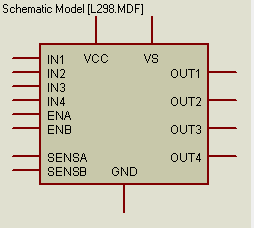 Schematic Model [L298.MDF]
VCC VS
IN1
IN2 OUT1
IN3
IN4 OUT2
ENA
ENB OUT3
SENSA OUT4
SENSB GND